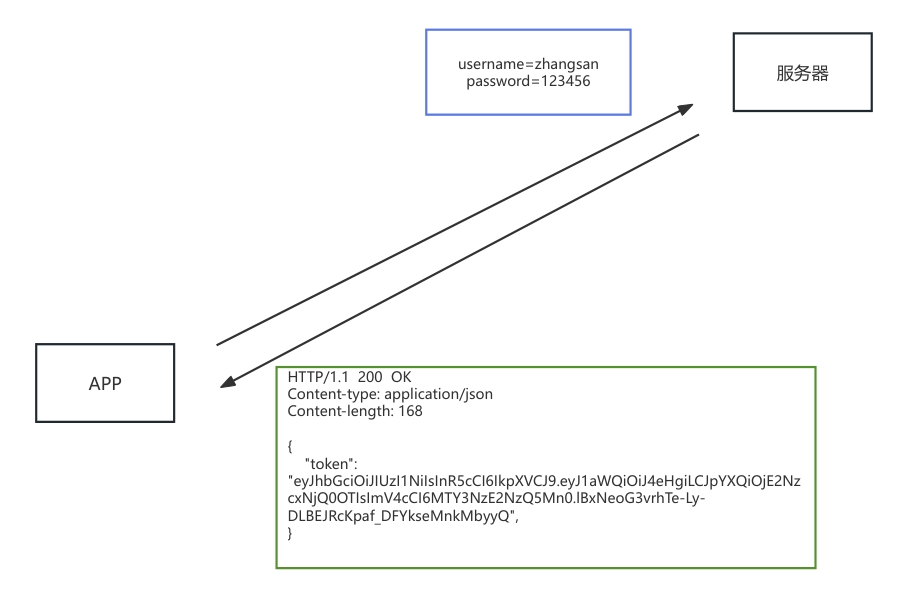 username=zhangsan
password=123456
服务器
APP
HTTP/1.1 200 OK
Content-type: application/json
Content-length: 168
{
"token":
"eyJhbGciOiJIUzI1NiIsInR5cCI6IkpXVCJ9.eyJ1aWQiOiJ4eHgiLCJpYXQiOjE2Nz
cxNjQ0OTIsImV4cCI6MTY3NzE2NzQ5Mn0.lBxNeoG3vrhTe-Ly-
DLBEJRcKpaf_DFYkseMnkMbyyQ",
}